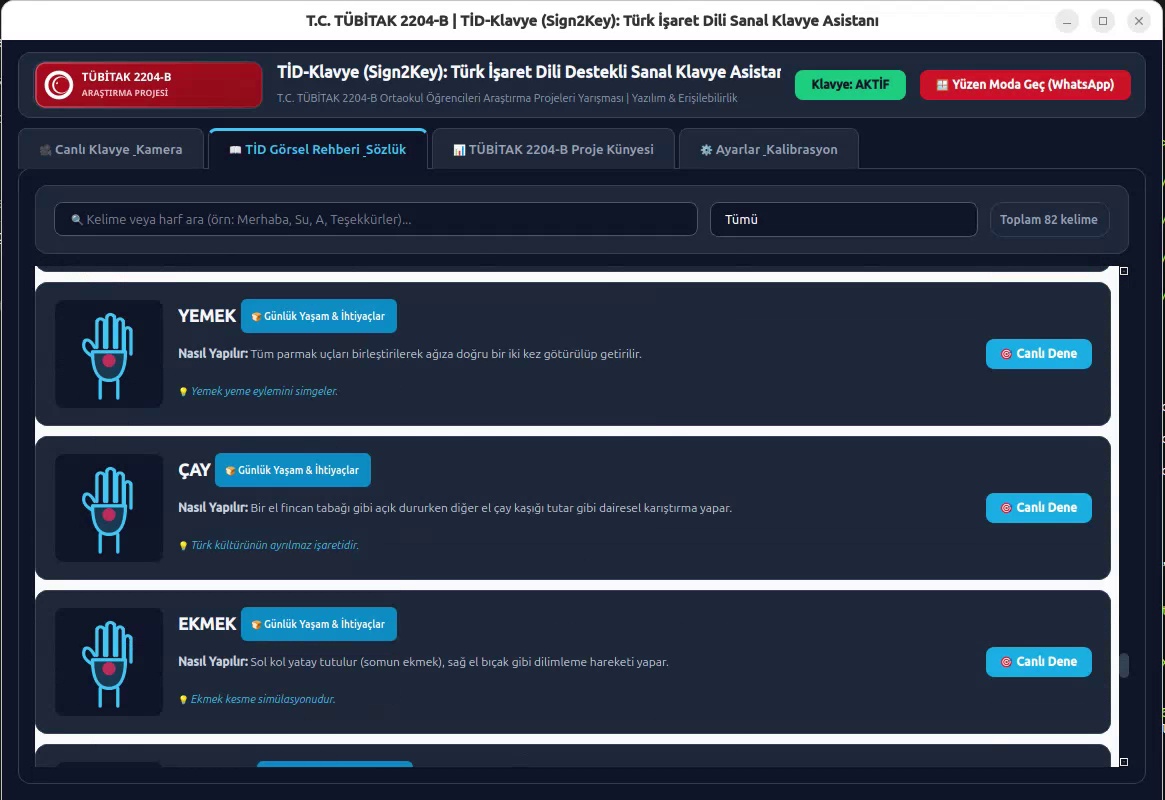 T.C. TÜBİTAK 2204-B | TİD-Klavye (Sign2Key): Türk İşaret Dili Sanal Klavye Asistanı
TÜBİTAK 2204-B
ARAŞTIRMA PROJESİ
TİD-Klavye (Sign2Key): Türk İşaret Dili Destekli Sanal Klavye Asistan
T.C. TÜBİTAK 2204-B Ortaokul Öğrencileri Araştırma Projeleri Yarışması | Yazılım & Erişilebilirlik
Klavye: AKTİF
Yüzen Moda Geç (WhatsApp)
Canlı Klavye _Kamera
TİD Görsel Rehberi _Sözlük
TÜBİTAK 2204-B Proje Künyesi
Ayarlar _Kalibrasyon
Kelime veya harf ara (örn: Merhaba, Su, A, Teşekkürler)...
Tümü
Toplam 82 kelime
YEMEK
Günlük Yaşam & İhtiyaçlar
Nasıl Yapılır: Tüm parmak uçları birleştirilerek ağıza doğru bir iki kez götürülüp getirilir.
Canlı Dene
Yemek yeme eylemini simgeler.
ÇAY
Günlük Yaşam & İhtiyaçlar
Nasıl Yapılır: Bir el fincan tabağı gibi açık dururken diğer el çay kaşığı tutar gibi dairesel karıştırma yapar.
Canlı Dene
Türk kültürünün ayrılmaz işaretidir.
EKMEK
Günlük Yaşam & İhtiyaçlar
Nasıl Yapılır: Sol kol yatay tutulur (somun ekmek), sağ el bıçak gibi dilimleme hareketi yapar.
Canlı Dene
Ekmek kesme simülasyonudur.